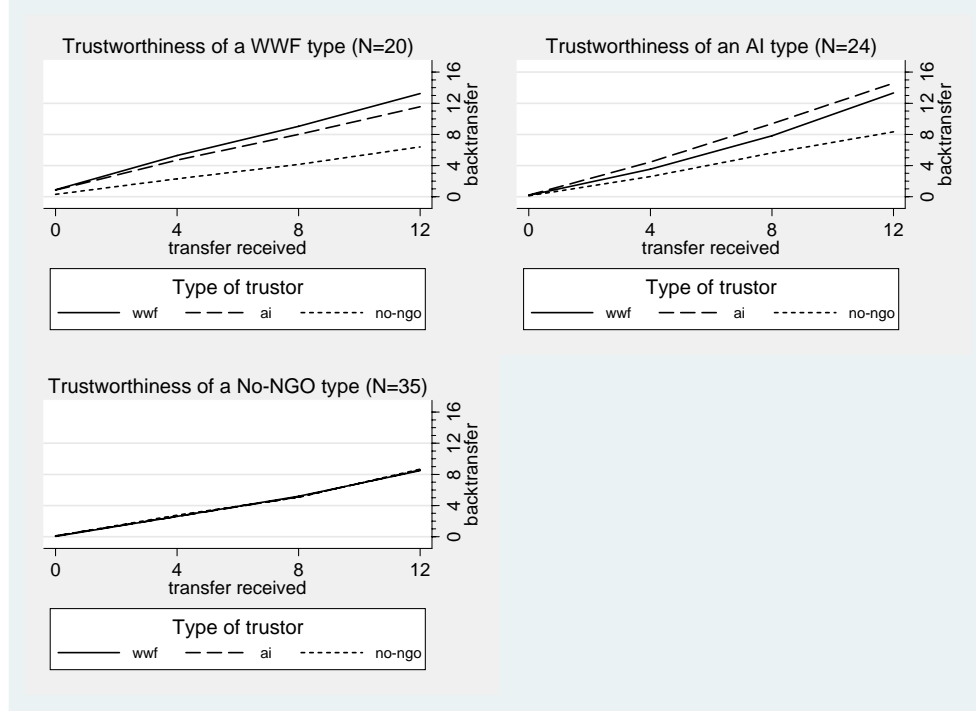 Trustworthiness of a WWF type (N=20)
0 4 8 12 16
backtransfer
0 4 8 12
transfer received
Type of trustor
wwf ai no-ngo
Trustworthiness of an AI type (N=24)
0 4 8 12 16
backtransfer
0 4 8 12
transfer received
Type of trustor
wwf ai no-ngo
Trustworthiness of a No-NGO type (N=35)
0 4 8 12 16
backtransfer
0 4 8 12
transfer received
Type of trustor
wwf ai no-ngo